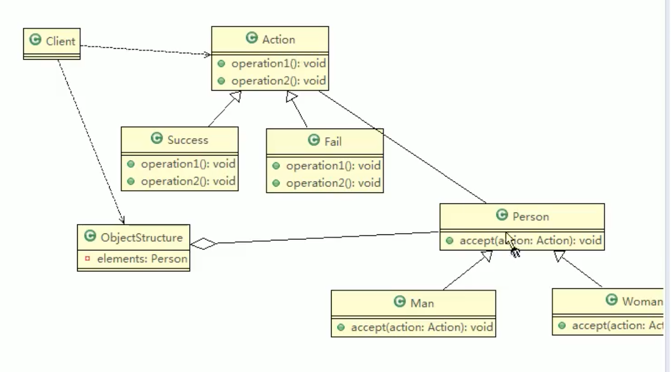 C Client
C Action
operation1(): void
operation2(): void
C Success
operation1(): void
operation2(): void
C Fail
operation1(): void
operation2(): void
C ObjectStructure
elements: Person
C Person
accept(action: Action): void
C Man
accept(action: Action): void
C Woman
accept(action: Act